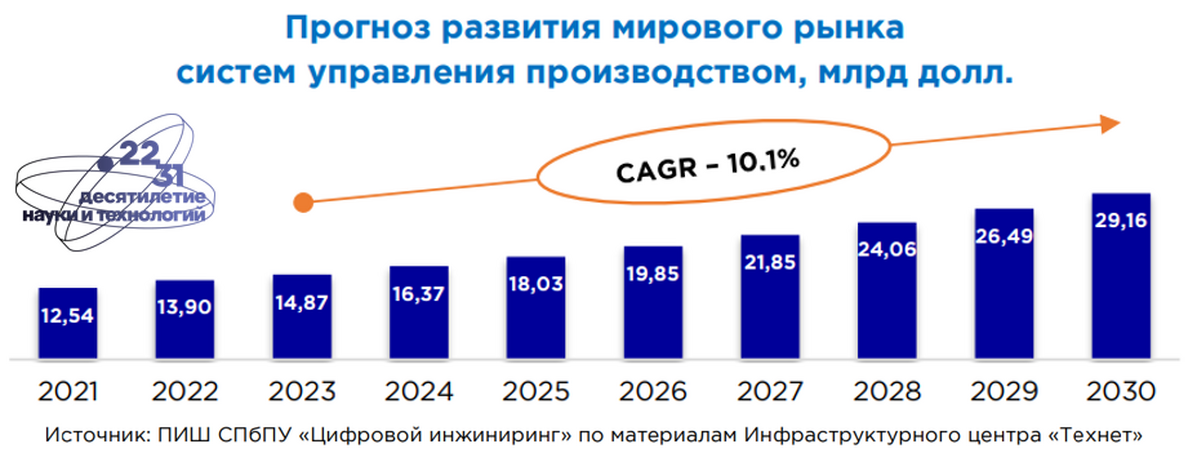 Прогноз развития мирового рынка
систем управления производством, млрд долл.
CAGR – 10.1%
22
31
десятилетие
науки и технологий
12,54
13,90
14,87
16,37
18,03
19,85
21,85
24,06
26,49
29,16
2021 2022 2023 2024 2025 2026 2027 2028 2029 2030
Источник: ПИШ СПбПУ «Цифровой инжиниринг» по материалам Инфраструктурного центра «Технет»